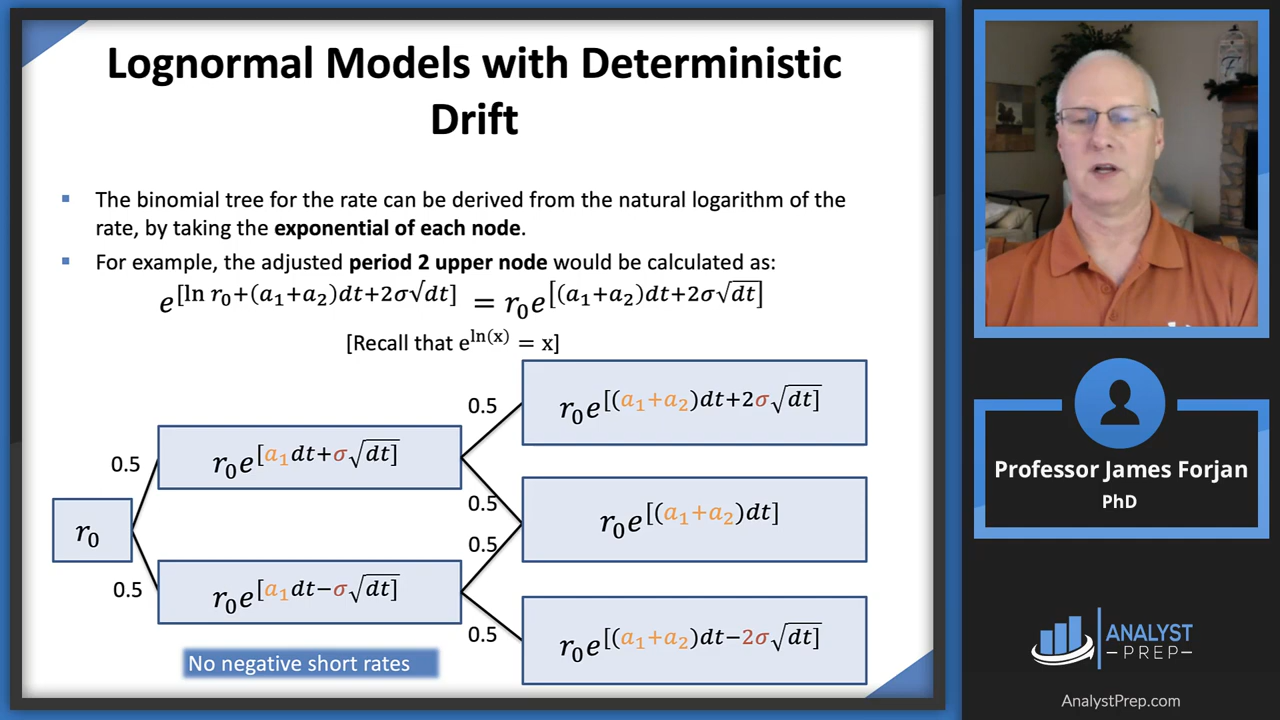 Lognormal Models with Deterministic
Drift
▪ The binomial tree for the rate can be derived from the natural logarithm of the
rate, by taking the exponential of each node.
▪ For example, the adjusted period 2 upper node would be calculated as:
e^[ln r₀+(a₁+a₂)dt+2σ√dt] = r₀e^[(a₁+a₂)dt+2σ√dt]
[Recall that e^ln(x) = x]
r₀
0.5
0.5
r₀e^[a₁dt+σ√dt]
r₀e^[a₁dt−σ√dt]
0.5
0.5
0.5
0.5
r₀e^[(a₁+a₂)dt+2σ√dt]
r₀e^[(a₁+a₂)dt]
r₀e^[(a₁+a₂)dt−2σ√dt]
No negative short rates
Professor James Forjan
PhD
ANALYST
—PREP—
AnalystPrep.com